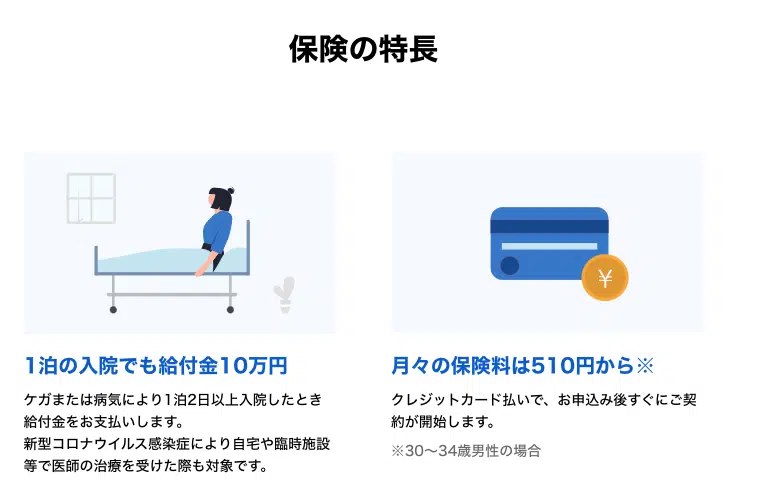 保険の特長
1泊の入院でも給付金10万円
ケガまたは病気により1泊2日以上入院したとき
給付金をお支払いします。
新型コロナウイルス感染症により自宅や臨時施設
等で医師の治療を受けた際も対象です。
¥
月々の保険料は510円から※
クレジットカード払いで、お申込み後すぐにご契
約が開始します。
※30〜34歳男性の場合